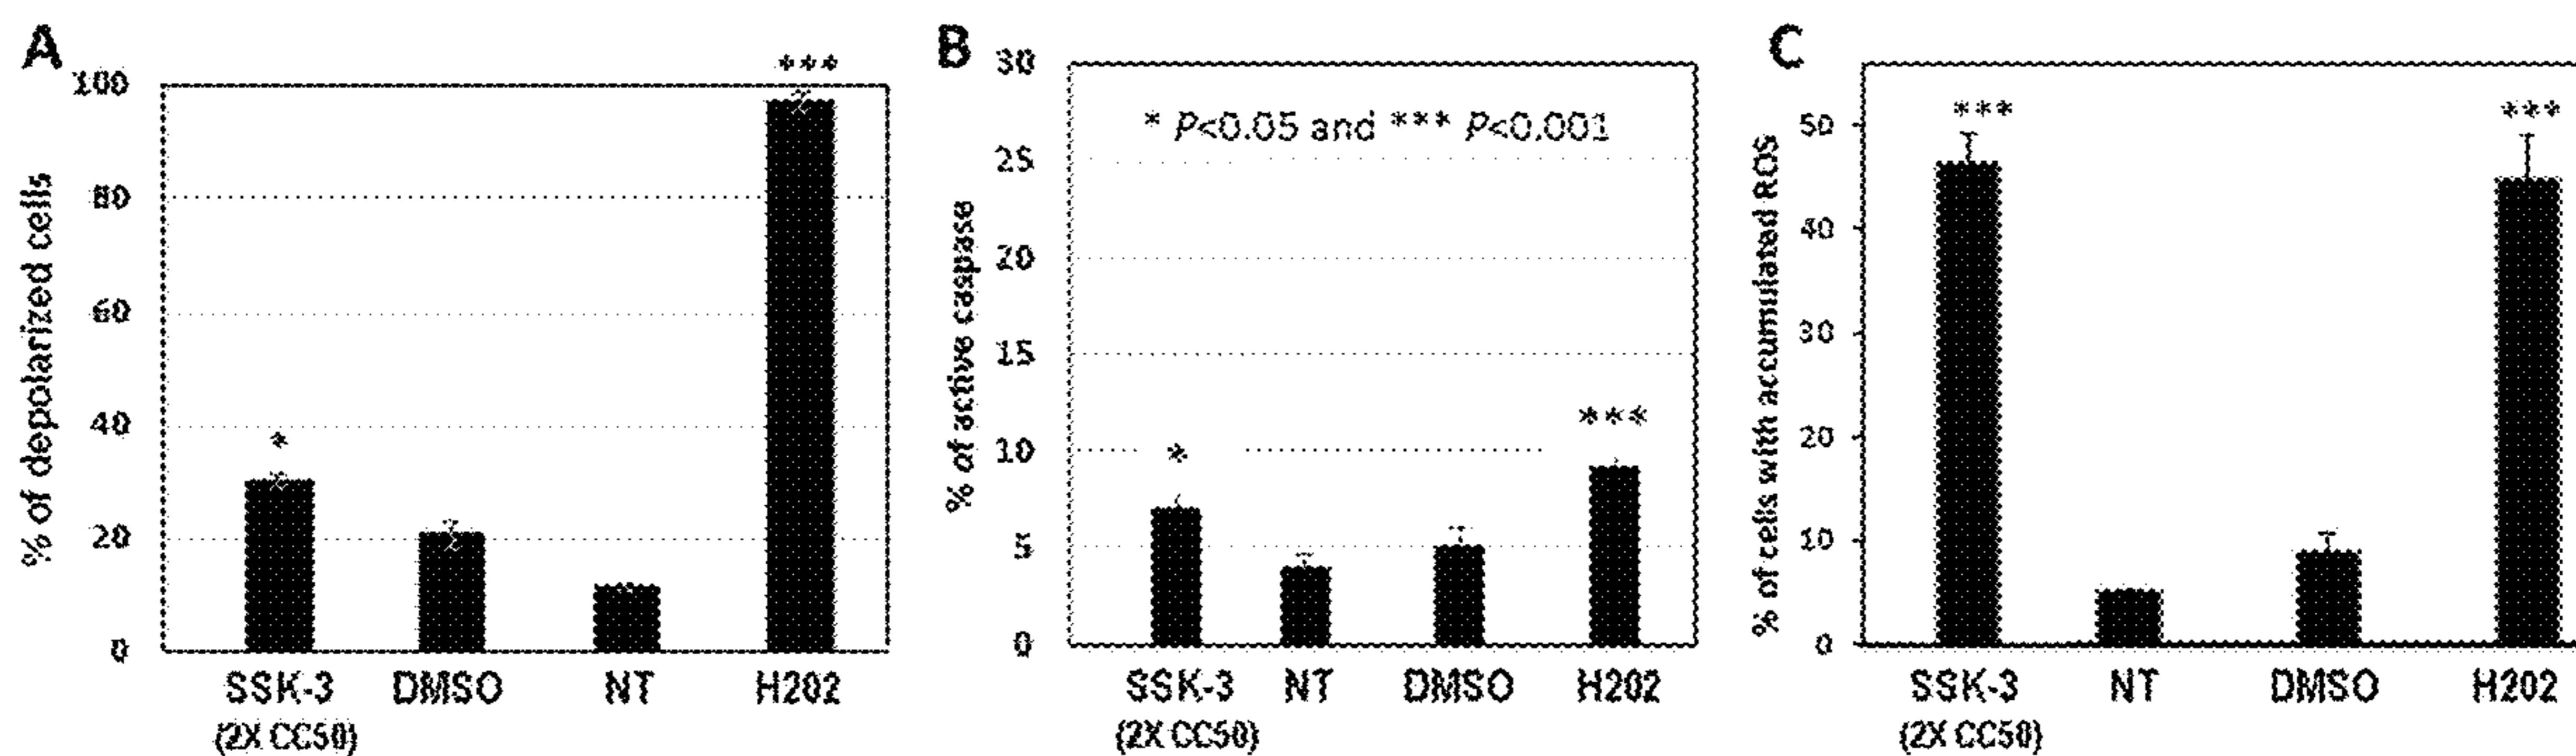 A
% of depolarized cells
100
80
60
40
20
0
***
*
SSK-3 DMSO NT H202
(2X CC50)
B
% of active caspase
30
25
20
15
10
5
0
* P<0.05 and *** P<0.001
***
*
SSK-3 NT DMSO H202
(2X CC50)
C
% of cells with accumulated ROS
50
40
30
20
10
0
*** ***
SSK-3 NT DMSO H202
(2X CC50)